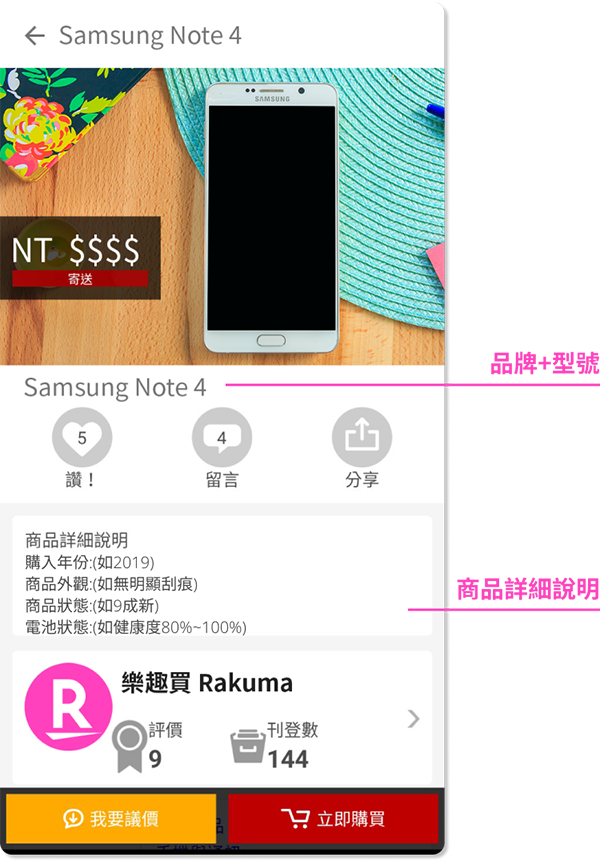 ← Samsung Note 4
SAMSUNG
NT $$$$
寄送
品牌+型號
Samsung Note 4
5
4
讚！
留言
分享
商品詳細說明
購入年份:(如2019)
商品外觀:(如無明顯刮痕)
商品狀態:(如9成新)
電池狀態:(如健康度80%~100%)
商品詳細說明
R
樂趣買 Rakuma
評價
9
刊登數
144
我要議價
立即購買